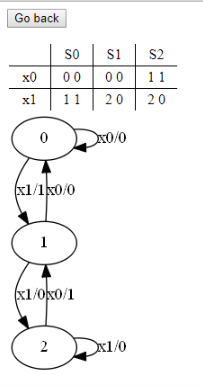 Go back
S0 S1 S2
x0 0 0 0 0 1 1
x1 1 1 2 0 2 0
0 x0/0
x1/1 x0/0
1
x1/0 x0/1
2 x1/0